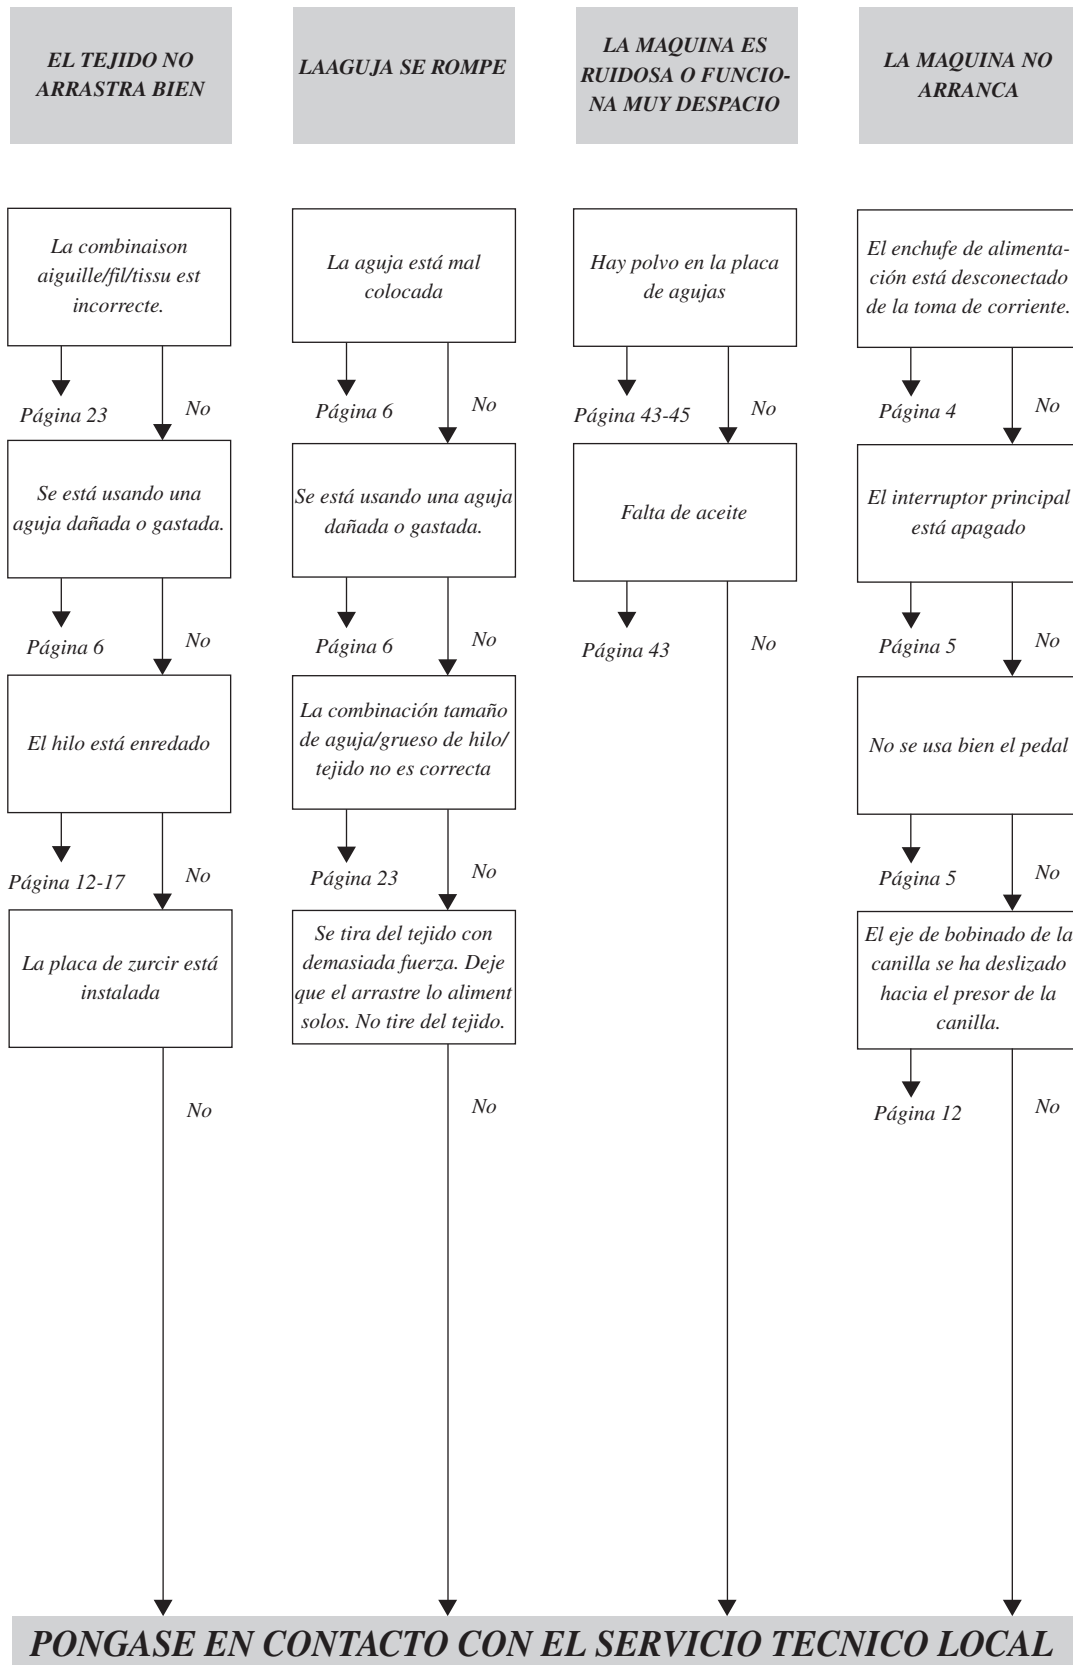 EL TEJIDO NO
ARRASTRA BIEN
La combinaison
aiguille/fil/tissu est
incorrecte.
Página 23
No
Se está usando una
aguja dañada o gastada.
Página 6
No
El hilo está enredado
Página 12-17
No
La placa de zurcir está
instalada
No
LAAGUJA SE ROMPE
La aguja está mal
colocada
Página 6
No
Se está usando una aguja
dañada o gastada.
Página 6
No
La combinación tamaño
de aguja/grueso de hilo/
tejido no es correcta
Página 23
No
Se tira del tejido con
demasiada fuerza. Deje
que el arrastre lo aliment
solos. No tire del tejido.
No
LA MAQUINA ES
RUIDOSA O FUNCIO-
NA MUY DESPACIO
Hay polvo en la placa
de agujas
Página 43-45
No
Falta de aceite
Página 43
No
LA MAQUINA NO
ARRANCA
El enchufe de alimenta-
ción está desconectado
de la toma de corriente.
Página 4
No
El interruptor principal
está apagado
Página 5
No
No se usa bien el pedal
Página 5
No
El eje de bobinado de la
canilla se ha deslizado
hacia el presor de la
canilla.
Página 12
No
PONGASE EN CONTACTO CON EL SERVICIO TECNICO LOCAL